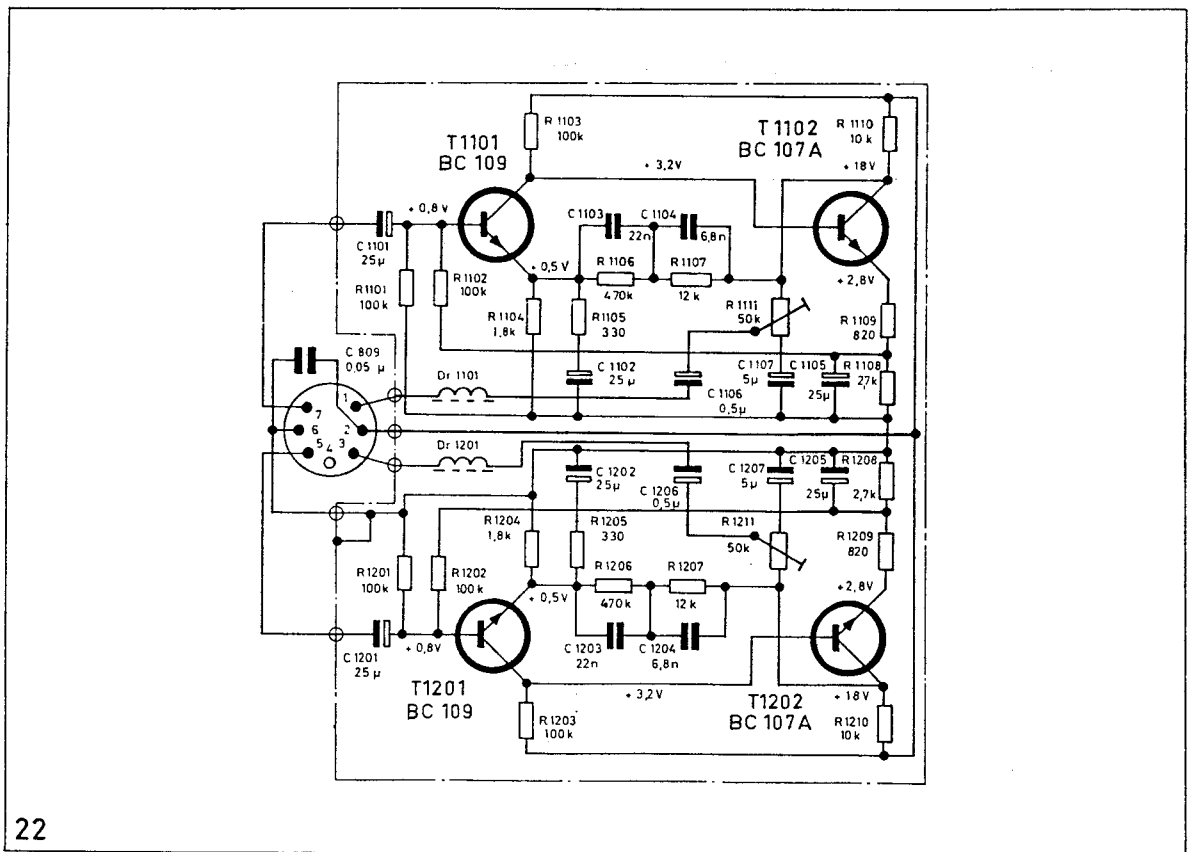 R 1103
100k
T1101
BC 109
T 1102
BC 107A
R 1110
10 k
+ 3,2V
+ 18V
+ 0,8 V
C 1103
22n
C 1104
6,8n
C 1101
25µ
R 1101
100k
R 1102
100k
+ 0,5V
R 1106
470k
R 1107
12 k
+ 2,8V
R 1104
1,8k
R 1105
330
R 1111
50k
R 1109
820
C 809
0,05 µ
Dr 1101
C 1102
25 µ
C 1106
0,5µ
C 1107
5µ
C 1105
25µ
R 1108
2,7k
7
1
6
2
5
4
3
Dr 1201
C 1202
25µ
C 1206
0,5µ
C 1207
5µ
C 1205
25µ
R 1208
2,7k
R 1204
1,8k
R 1205
330
R 1211
50k
R 1209
820
R 1201
100k
R 1202
100k
+ 0,5V
R 1206
470k
R 1207
12 k
+2,8V
C 1201
25 µ
+ 0,8V
C 1203
22n
C 1204
6,8n
T1201
BC 109
+ 3,2V
T1202
BC 107A
+ 18V
R 1203
100k
R 1210
10 k
22